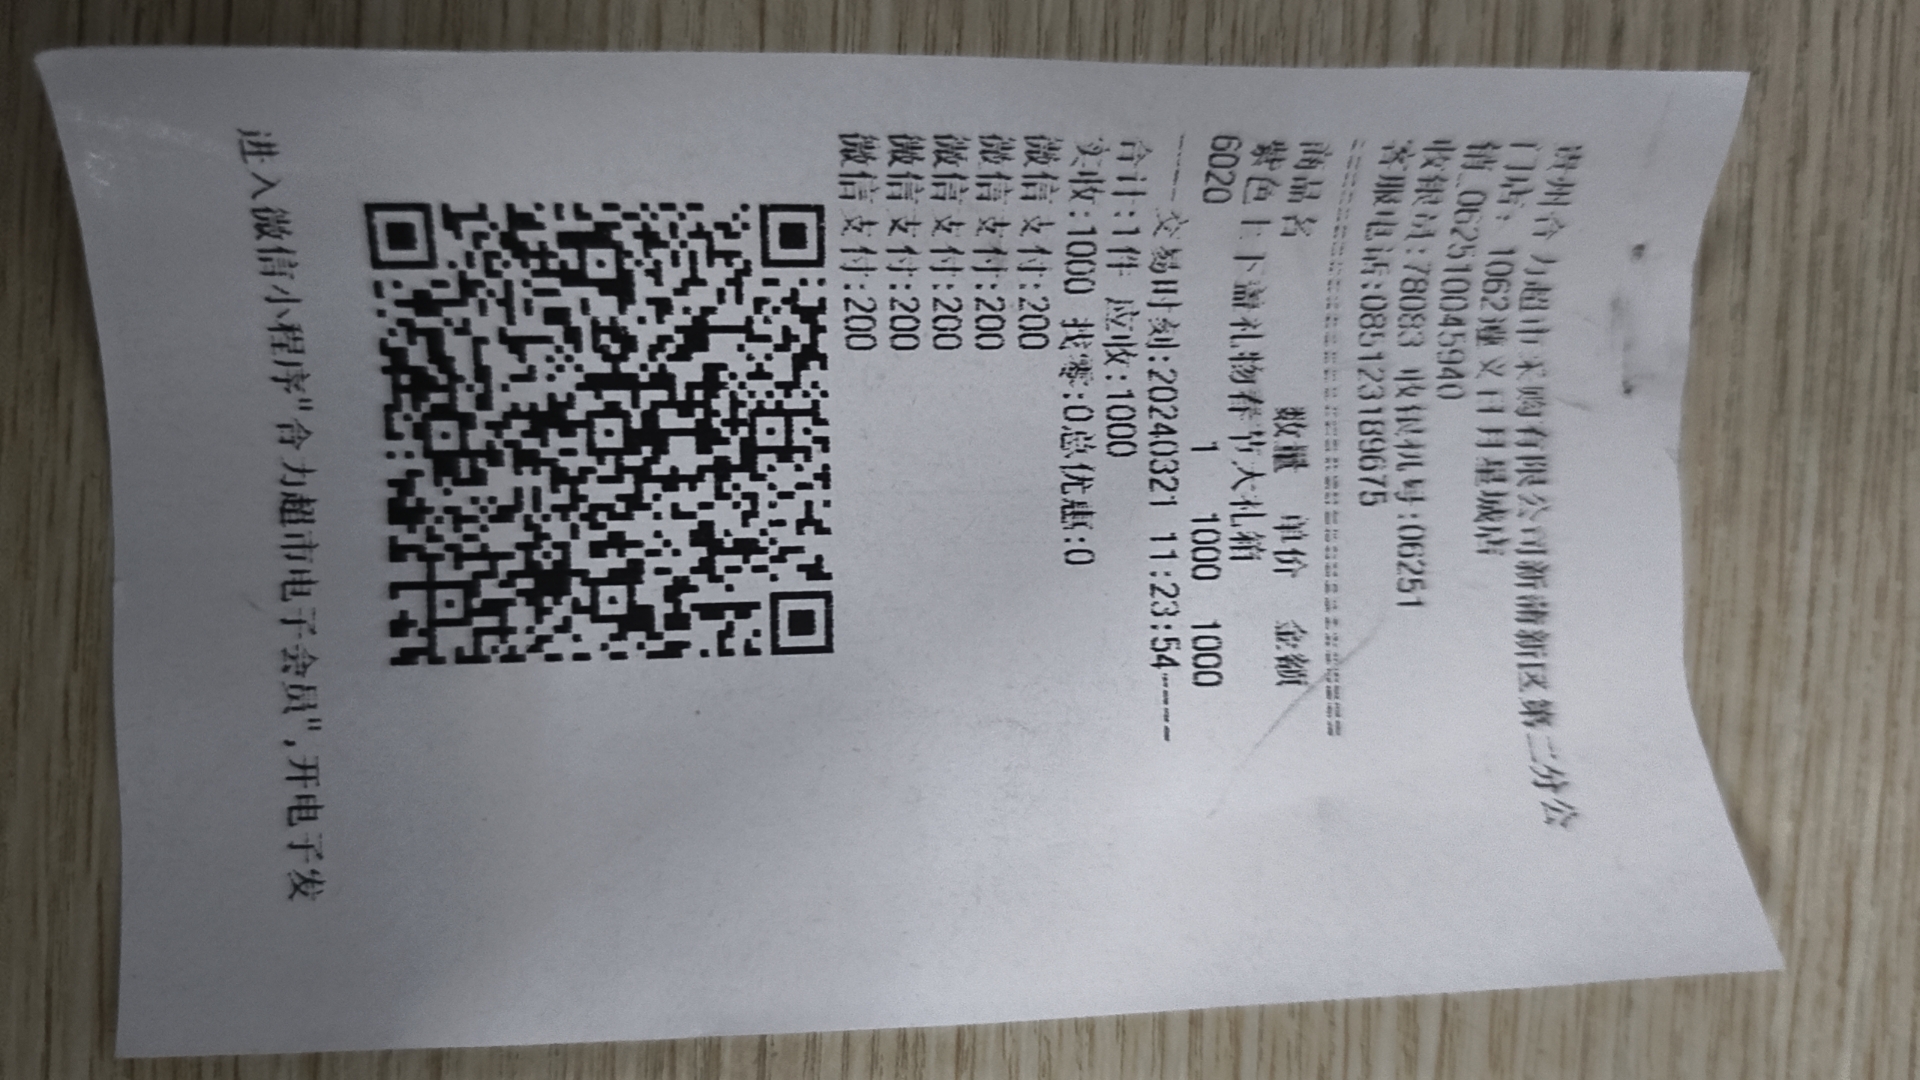 贵州合力超市采购有限公司新蒲新区第二分公
门店: 1062遵义日月星城店
销_06251004594​0
收银员:78083 收银机号:06251
客服电话:085123189675
==============================
商品名 数量 单价 金额
紫色上下盖礼物春节大礼箱
6020 1 1000 1000
----交易时刻:20240321 11:23:54-----
合计:1件 应收:1000
实收:1000 找零:0总优惠:0
微信支付:200
微信支付:200
微信支付:200
微信支付:200
微信支付:200
进入微信小程序"合力超市电子会员",开电子发